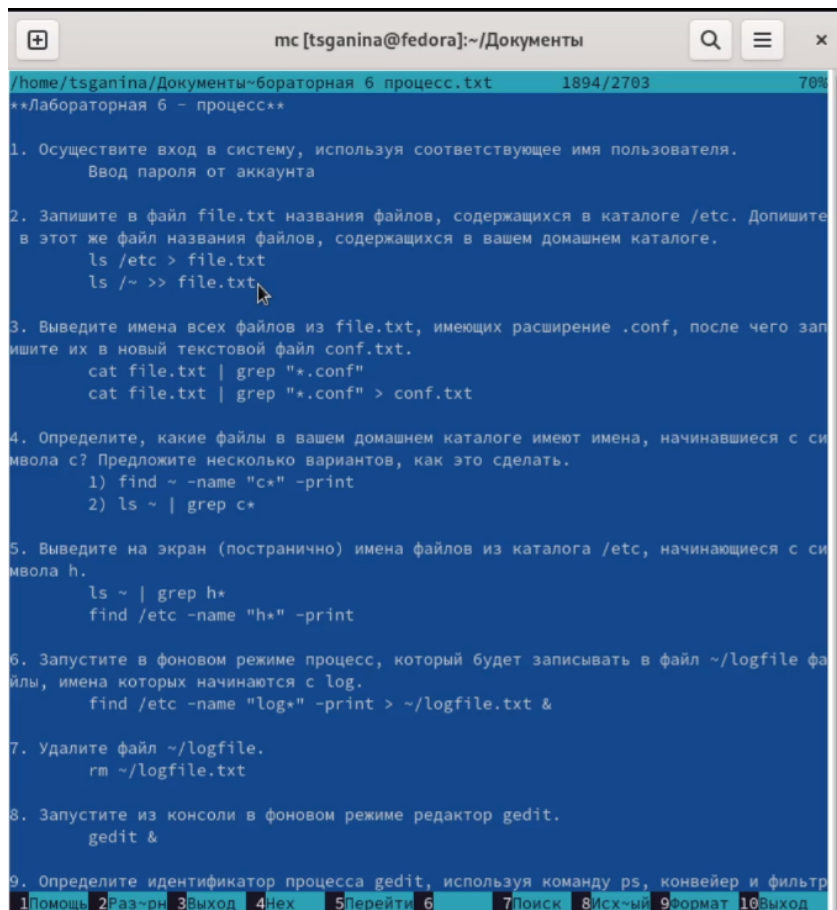 mc [tsganina@fedora]:~/Документы
/home/tsganina/Документы~бораторная 6 процесс.txt 1894/2703 70%
**Лабораторная 6 - процесс**
1. Осуществите вход в систему, используя соответствующее имя пользователя.
Ввод пароля от аккаунта
2. Запишите в файл file.txt названия файлов, содержащихся в каталоге /etc. Допишите
в этот же файл названия файлов, содержащихся в вашем домашнем каталоге.
ls /etc > file.txt
ls /~ >> file.txt
3. Выведите имена всех файлов из file.txt, имеющих расширение .conf, после чего зап
ишите их в новый текстовой файл conf.txt.
cat file.txt | grep "*.conf"
cat file.txt | grep "*.conf" > conf.txt
4. Определите, какие файлы в вашем домашнем каталоге имеют имена, начинавшиеся с си
мвола c? Предложите несколько вариантов, как это сделать.
1) find ~ -name "c*" -print
2) ls ~ | grep c*
5. Выведите на экран (постранично) имена файлов из каталога /etc, начинающиеся с си
мвола h.
ls ~ | grep h*
find /etc -name "h*" -print
6. Запустите в фоновом режиме процесс, который будет записывать в файл ~/logfile фа
йлы, имена которых начинаются с log.
find /etc -name "log*" -print > ~/logfile.txt &
7. Удалите файл ~/logfile.
rm ~/logfile.txt
8. Запустите из консоли в фоновом режиме редактор gedit.
gedit &
9. Определите идентификатор процесса gedit, используя команду ps, конвейер и фильтр
1Помощь 2Раз~рн 3Выход 4Hex 5Перейти 6 7Поиск 8Исх~ый 9Формат 10Выход